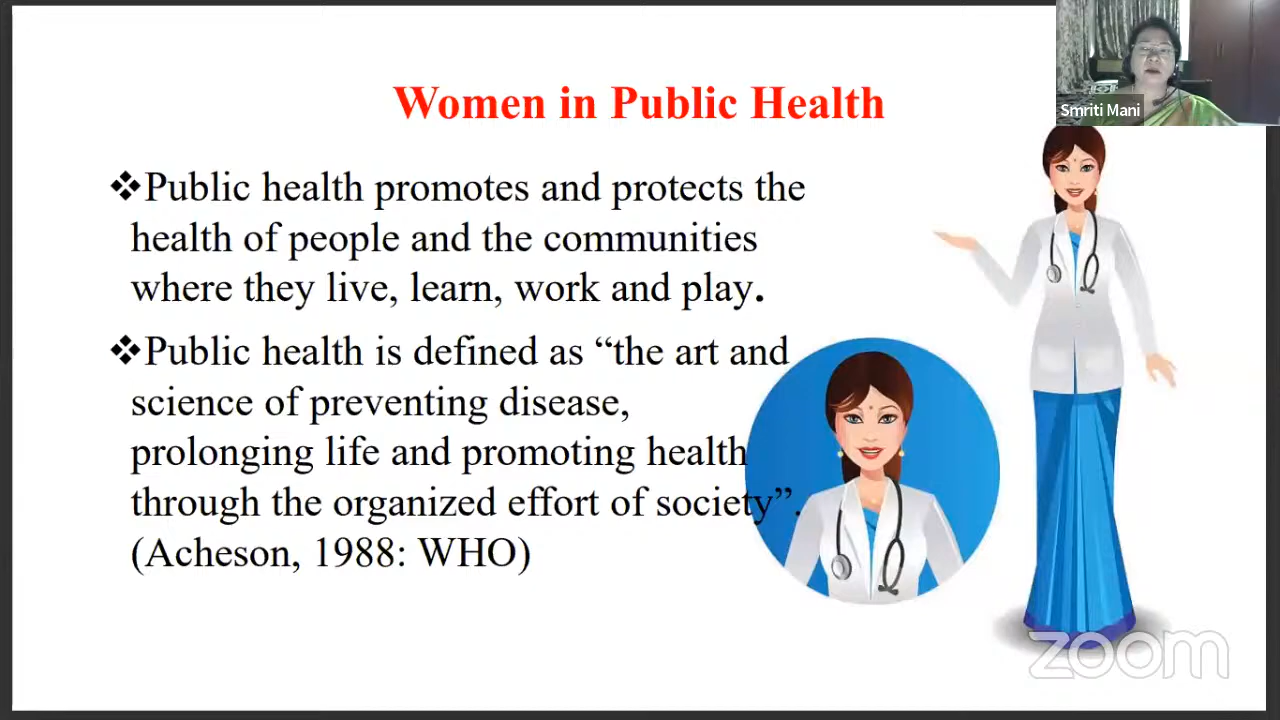 Women in Public Health
Smriti Mani
❖Public health promotes and protects the
health of people and the communities
where they live, learn, work and play.
❖Public health is defined as “the art and
science of preventing disease,
prolonging life and promoting health
through the organized effort of society”.
(Acheson, 1988: WHO)
zoom